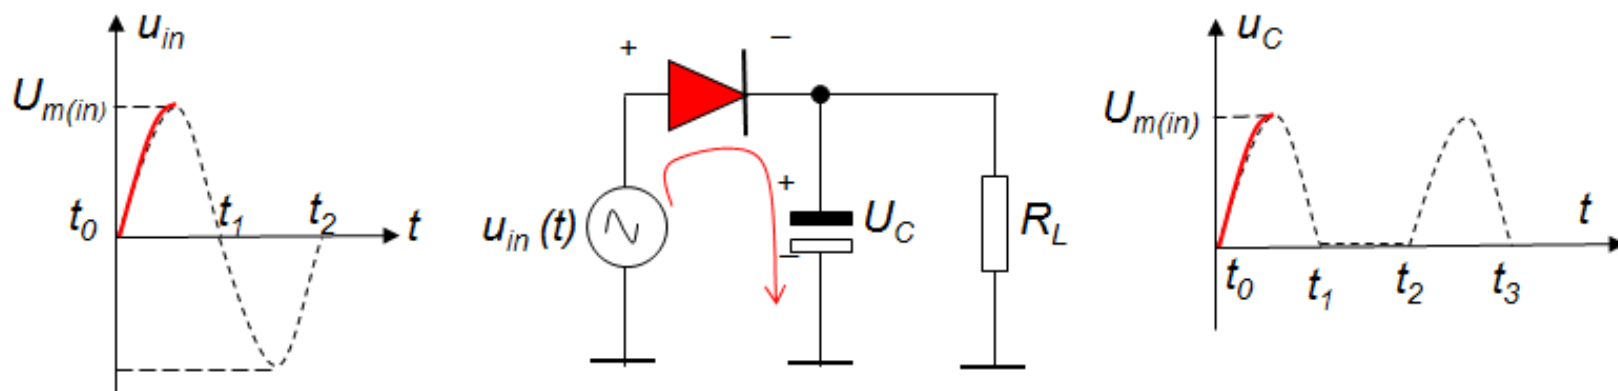 u_in
U_m(in)
t_0
t_1
t_2
t
+
–
u_in (t)
+
–
U_C
R_L
u_C
U_m(in)
t
t_0
t_1
t_2
t_3